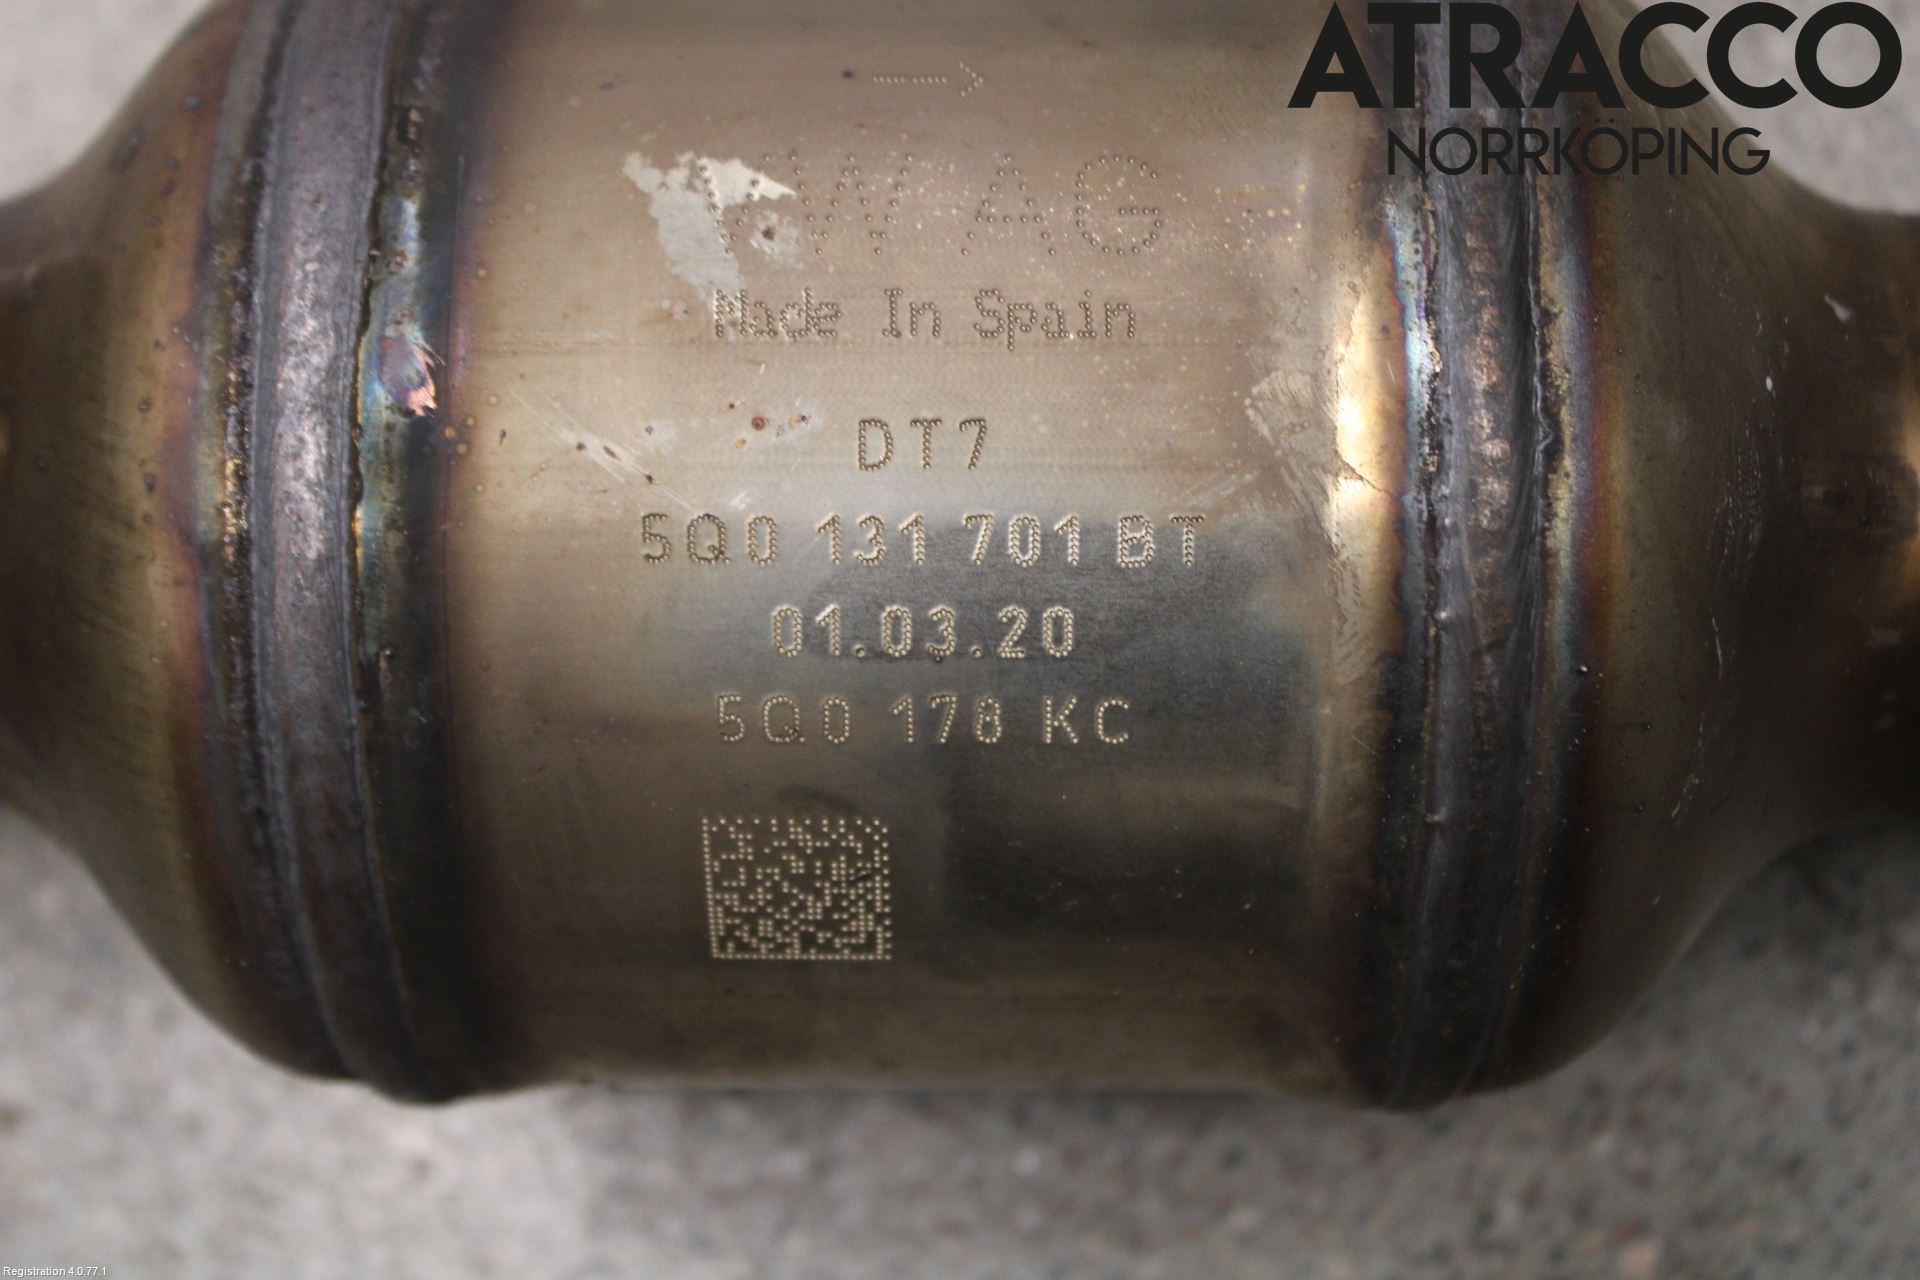 ATRACCO
NORRKÖPING
VW AG
Made In Spain
DT7
5Q0 131 701 BT
01.03.20
5Q0 178 KC
Registration 4.0.77.1